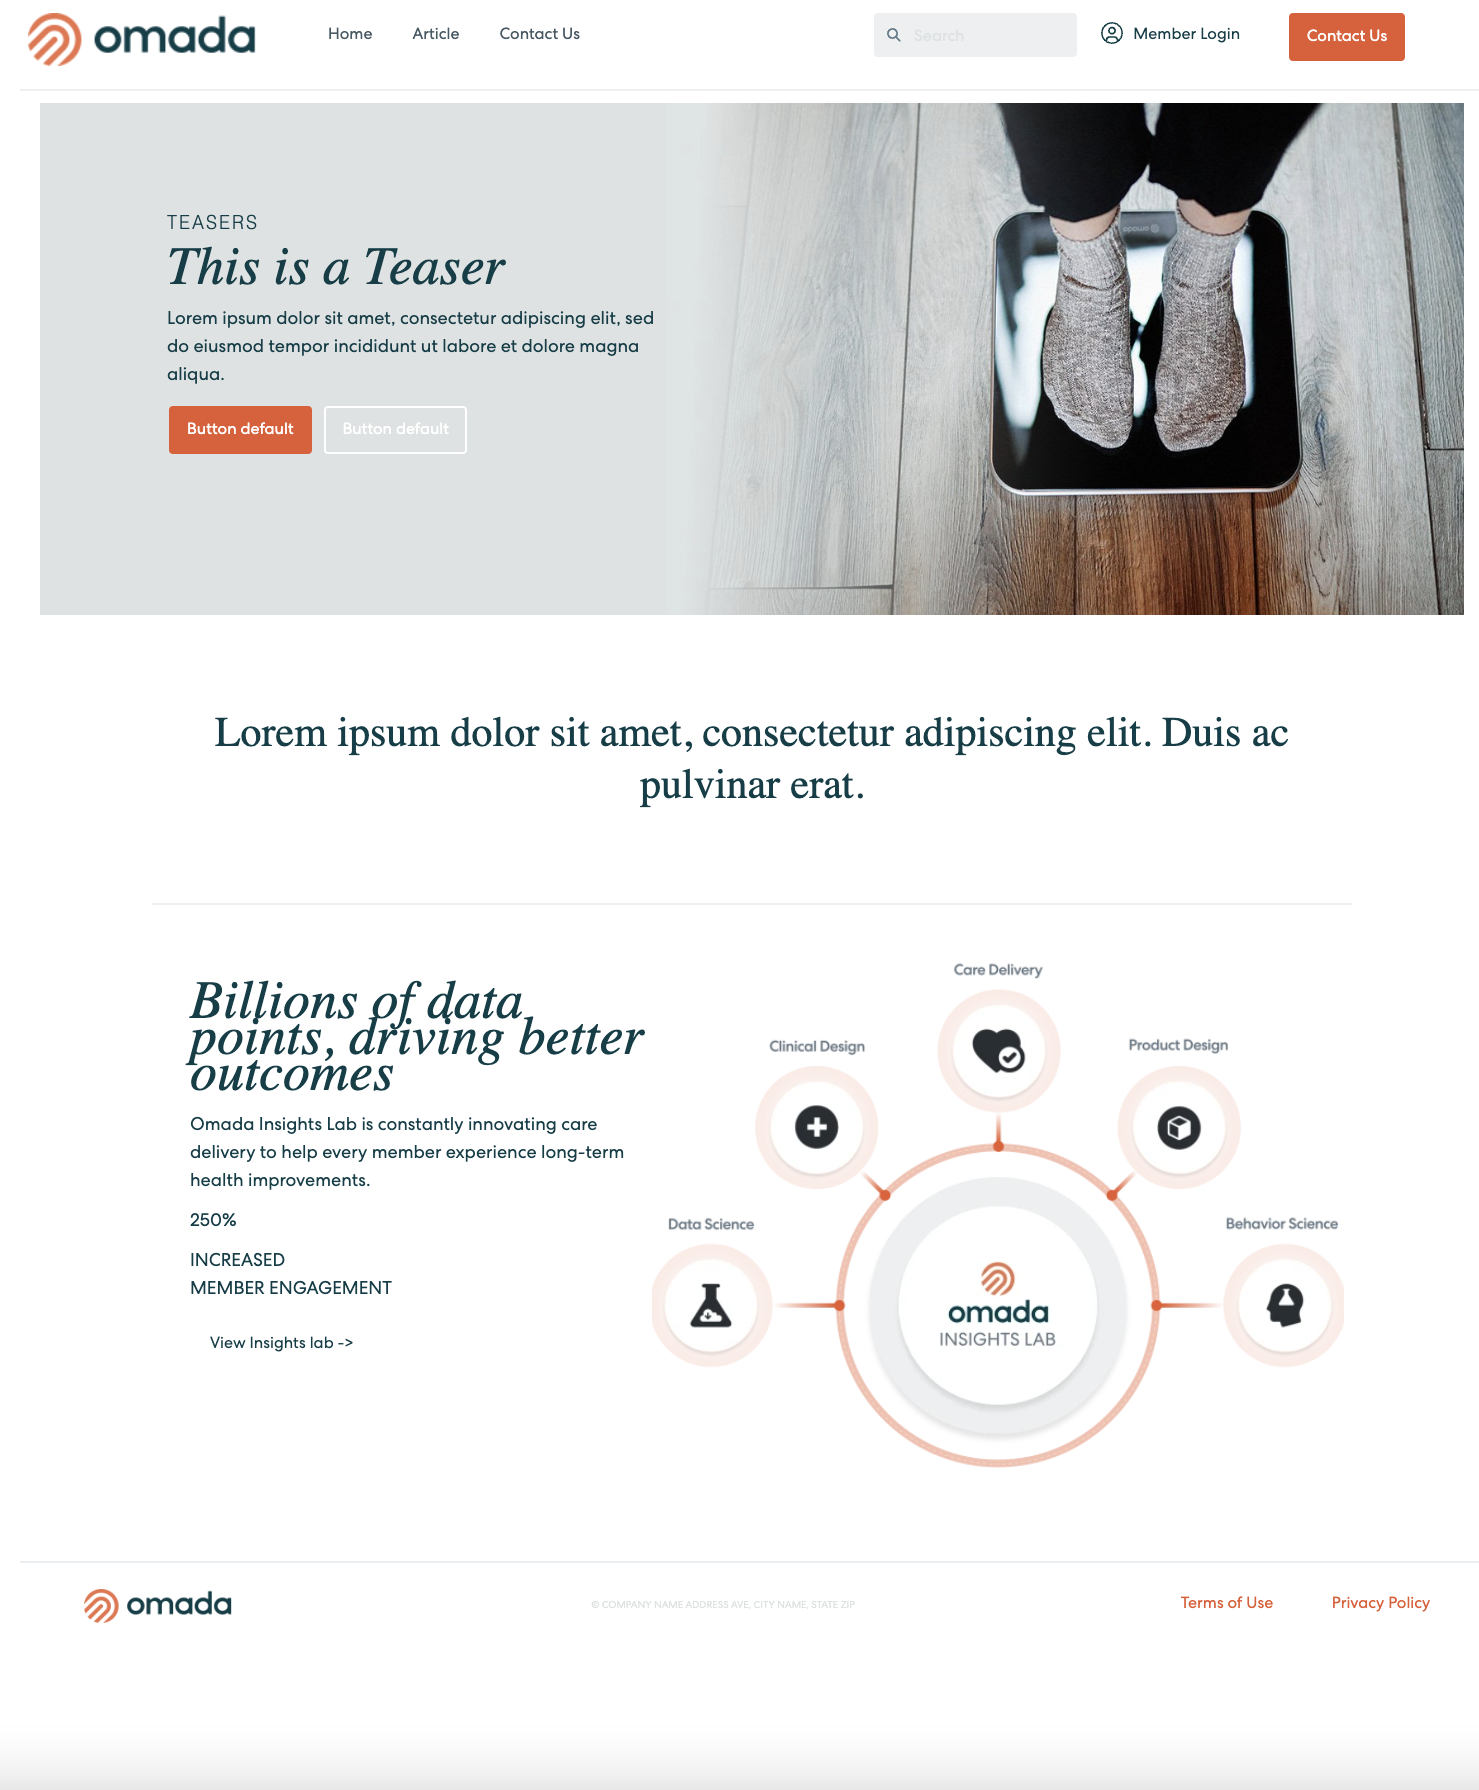 omada
Home Article Contact Us Search Member Login Contact Us
TEASERS
This is a Teaser
Lorem ipsum dolor sit amet, consectetur adipiscing elit, sed
do eiusmod tempor incididunt ut labore et dolore magna
aliqua.
Button default Button default
omada
Lorem ipsum dolor sit amet, consectetur adipiscing elit. Duis ac
pulvinar erat.
Billions of data
points, driving better
outcomes
Omada Insights Lab is constantly innovating care
delivery to help every member experience long-term
health improvements.
250%
INCREASED
MEMBER ENGAGEMENT
View Insights lab ->
Care Delivery
Clinical Design
Product Design
Data Science
Behavior Science
omada
INSIGHTS LAB
omada
© COMPANY NAME ADDRESS AVE, CITY NAME, STATE ZIP
Terms of Use Privacy Policy